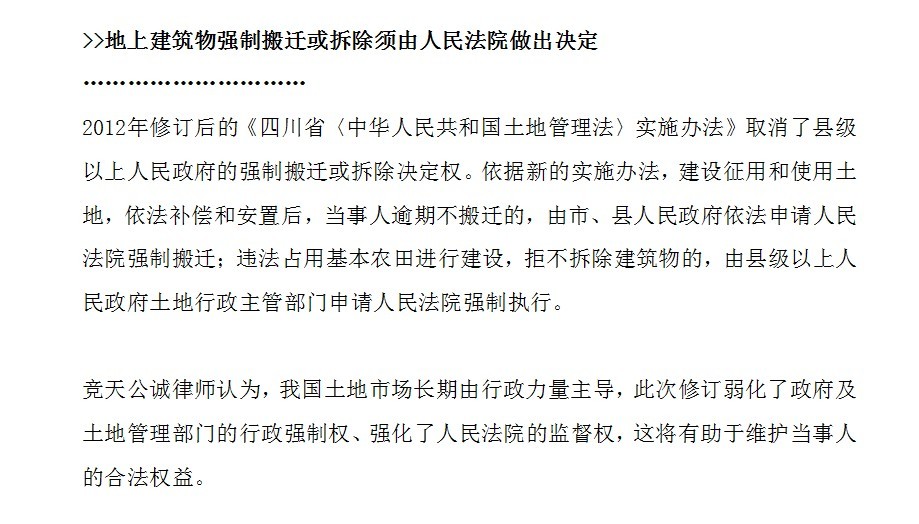 >>地上建筑物强制搬迁或拆除须由人民法院做出决定
…………………………
2012年修订后的《四川省〈中华人民共和国土地管理法〉实施办法》取消了县级
以上人民政府的强制搬迁或拆除决定权。依据新的实施办法，建设征用和使用土
地，依法补偿和安置后，当事人逾期不搬迁的，由市、县人民政府依法申请人民
法院强制搬迁；违法占用基本农田进行建设，拒不拆除建筑物的，由县级以上人
民政府土地行政主管部门申请人民法院强制执行。
竞天公诚律师认为，我国土地市场长期由行政力量主导，此次修订弱化了政府及
土地管理部门的行政强制权、强化了人民法院的监督权，这将有助于维护当事人
的合法权益。